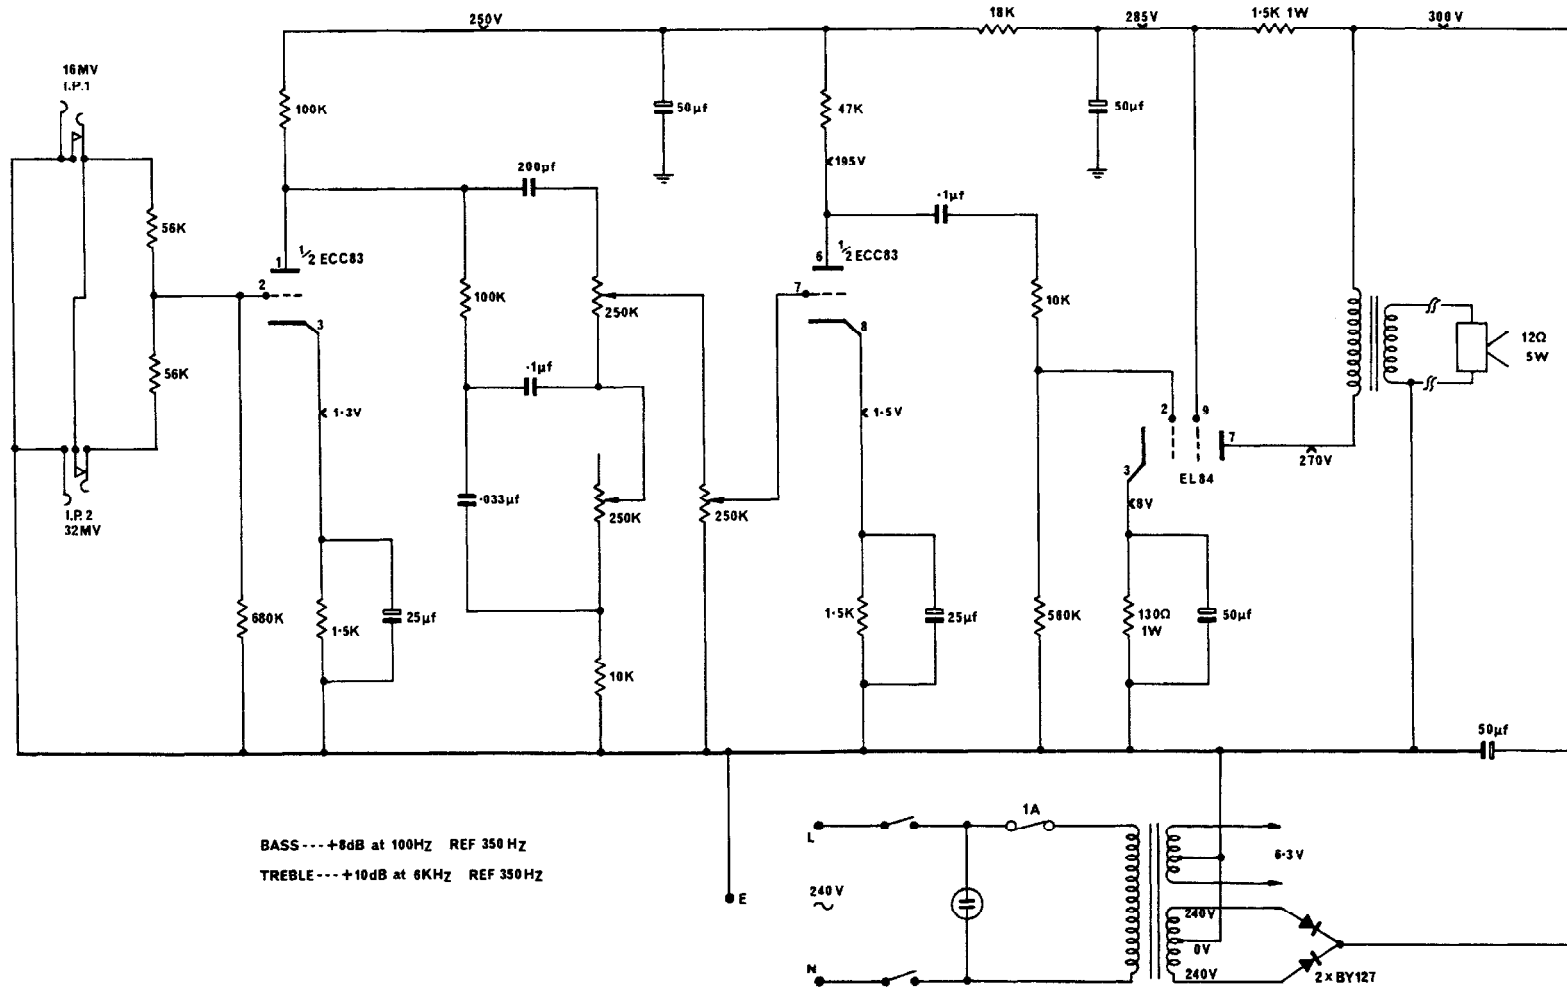 250V
18K
285V
1·5K 1W
300V
16MV
I.P.1
100K
50µf
47K
50µf
195V
200pf
·1µf
56K
1/2 ECC83
1
2
3
1/2 ECC83
6
7
8
100K
250K
10K
12Ω
5W
56K
·1µf
1·3V
1·5V
2
9
7
270V
EL84
3
8V
I.P.2
32MV
·033µf
250K
250K
680K
1·5K
25µf
1·5K
25µf
560K
130Ω
1W
50µf
10K
50µf
BASS---+8dB at 100Hz REF 350Hz
TREBLE---+10dB at 6KHz REF 350Hz
E
L
1A
240V
6·3V
240V
0V
240V
N
2×BY127